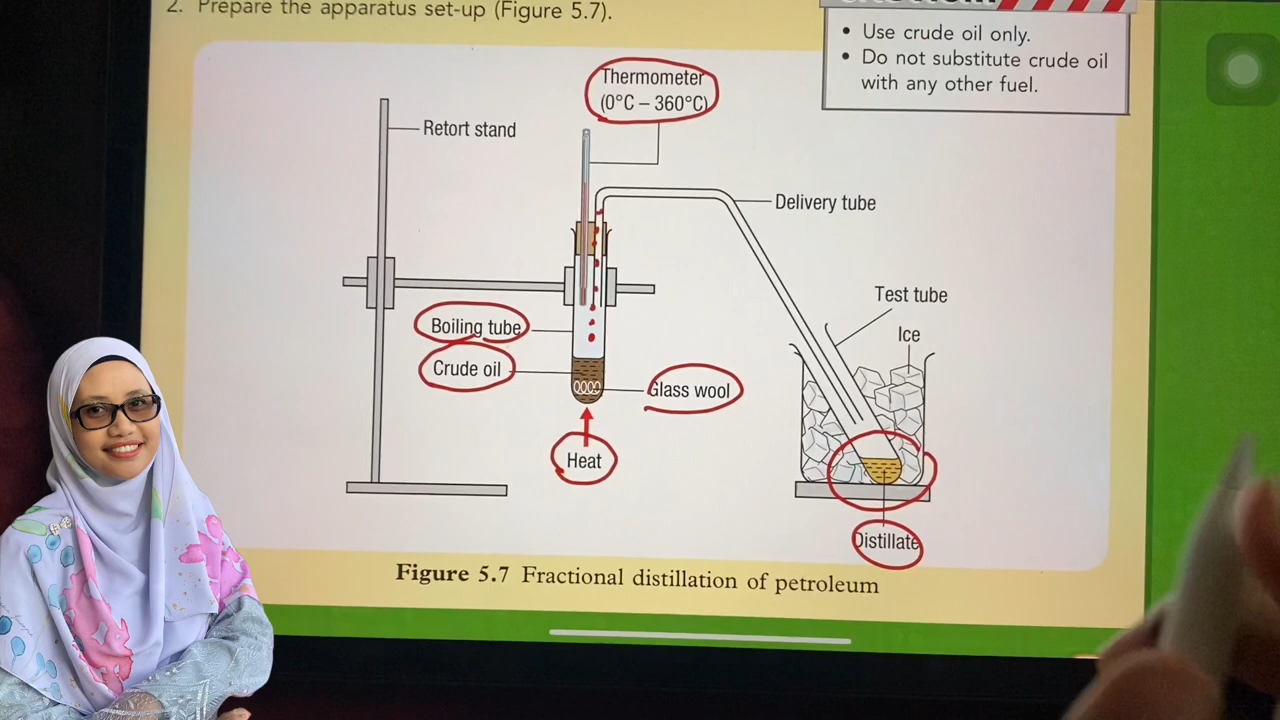 2. Prepare the apparatus set-up (Figure 5.7).
• Use crude oil only.
• Do not substitute crude oil
with any other fuel.
Thermometer
(0°C – 360°C)
Retort stand
Delivery tube
Test tube
Ice
Boiling tube
Crude oil
Glass wool
Heat
Distillate
Figure 5.7 Fractional distillation of petroleum